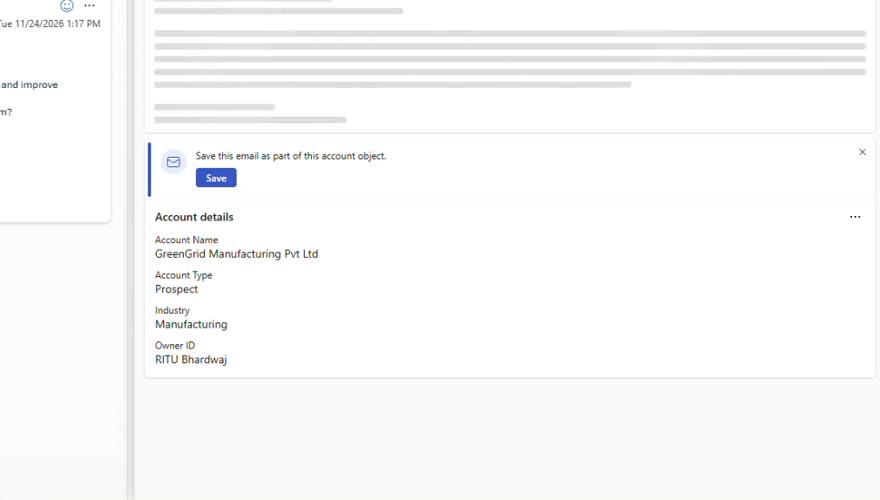 Tue 11/24/2026 1:17 PM
and improve
m?
Save this email as part of this account object.
Save
Account details
Account Name
GreenGrid Manufacturing Pvt Ltd
Account Type
Prospect
Industry
Manufacturing
Owner ID
RITU Bhardwaj